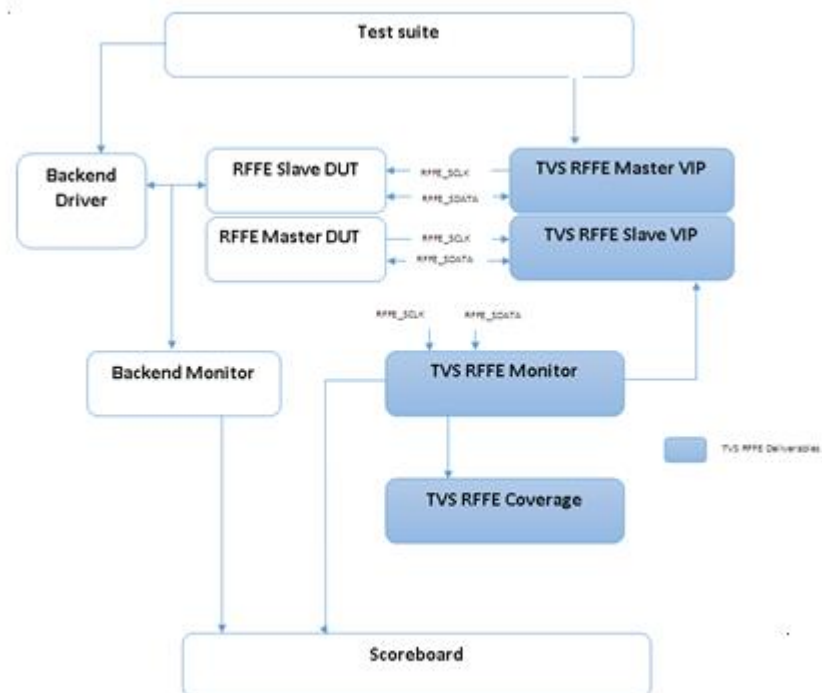 Test suite
Backend
Driver
RFFE Slave DUT
RFFE_SCLK
RFFE_SDATA
TVS RFFE Master VIP
RFFE Master DUT
RFFE_SCLK
RFFE_SDATA
TVS RFFE Slave VIP
RFFE_SCLK
RFFE_SDATA
Backend Monitor
TVS RFFE Monitor
TVS RFFE Deliverables
TVS RFFE Coverage
Scoreboard